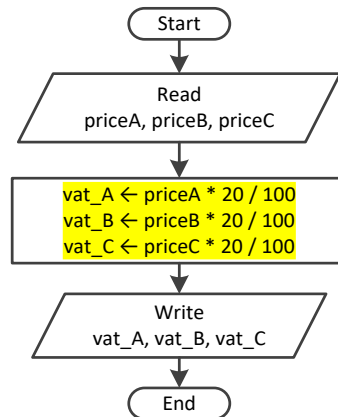 Start
Read
priceA, priceB, priceC
vat_A ← priceA * 20 / 100
vat_B ← priceB * 20 / 100
vat_C ← priceC * 20 / 100
Write
vat_A, vat_B, vat_C
End